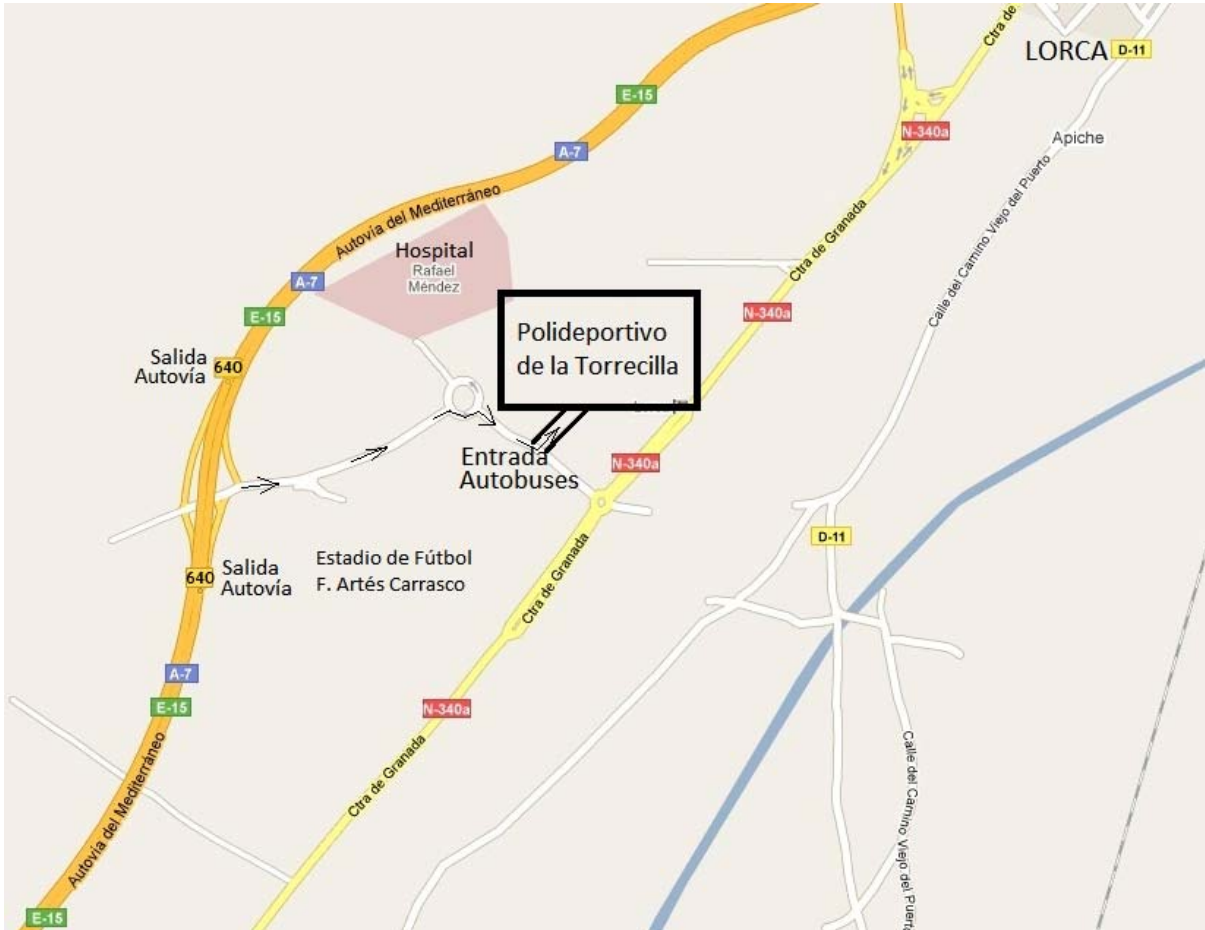 Ctra de
LORCA
D-11
E-15
N-340a
Apiche
A-7
Autovía del Mediterráneo
Hospital
Rafael
Méndez
Ctra de Granada
Calle del Camino Viejo del Puerto
A-7
E-15
N-340a
Polideportivo
de la Torrecilla
Salida
Autovía
640
Entrada
Autobuses
N-340a
D-11
Estadio de Fútbol
F. Artés Carrasco
640
Salida
Autovía
Ctra de Granada
A-7
E-15
N-340a
Ctra de Granada
Autovía del Mediterráneo
Calle del Camino Viejo del Puerto
E-15